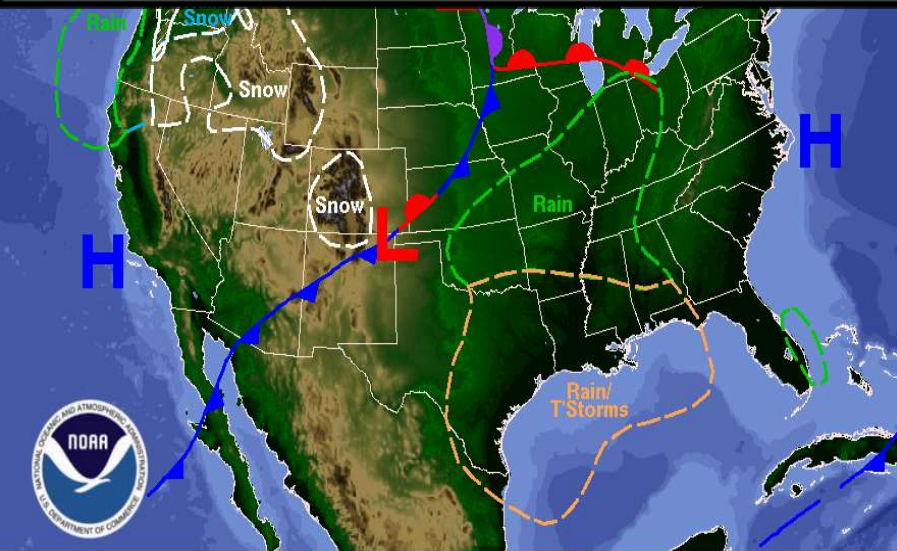 Rain
Snow
Snow
Snow
Rain
H
H
L
Rain/
T'Storms
NOAA
NATIONAL OCEANIC AND ATMOSPHERIC ADMINISTRATION
U.S. DEPARTMENT OF COMMERCE